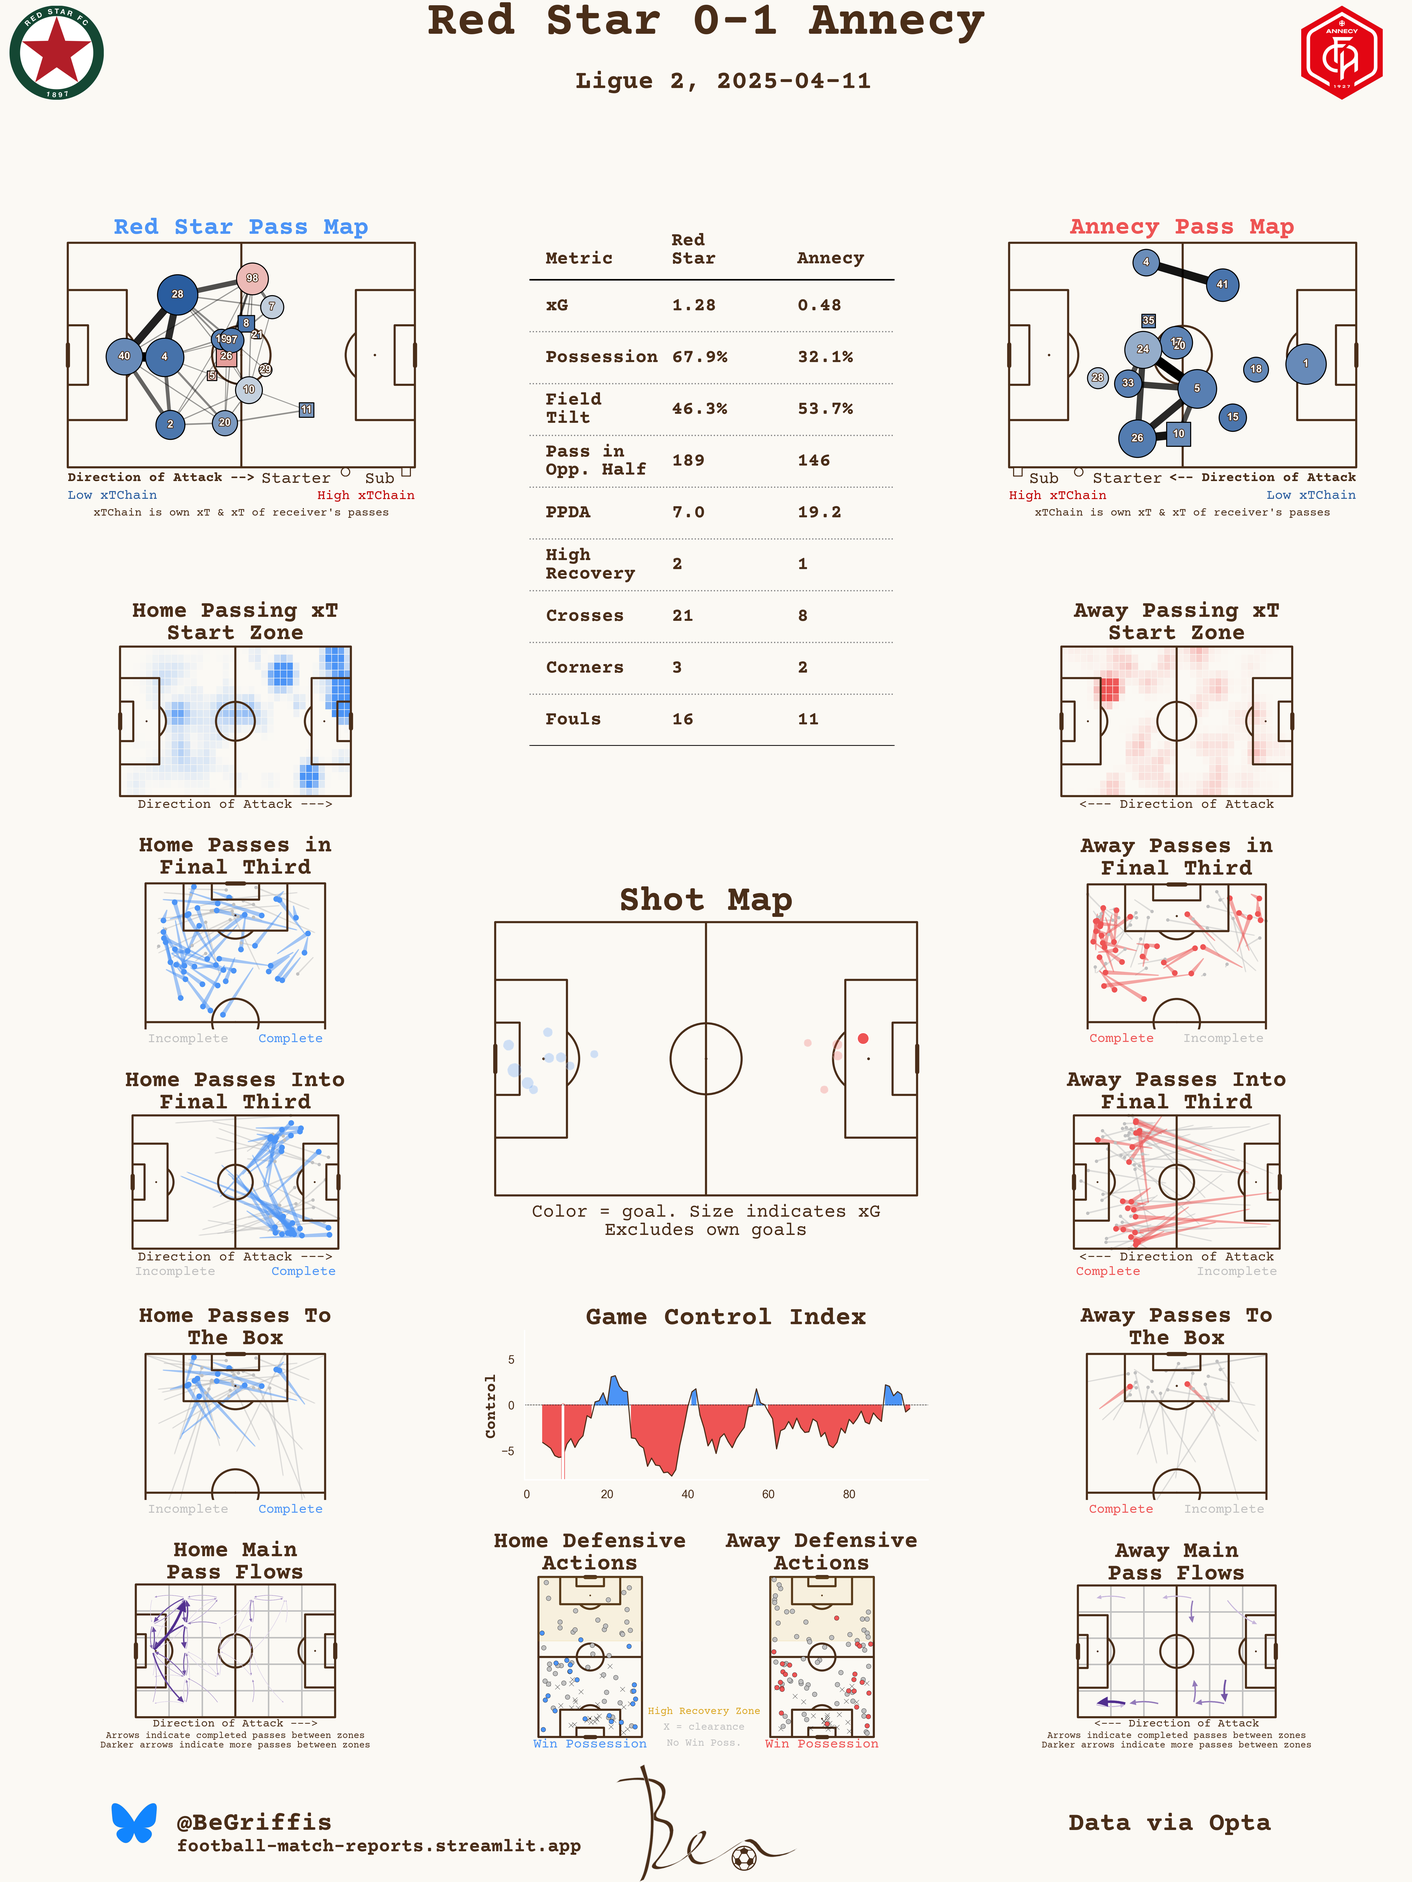 RED STAR FC
1897
Red Star 0-1 Annecy
Ligue 2, 2025-04-11
ANNECY
FCA
1927
Red Star Pass Map
98
28
7
8
19
97
21
40
4
26
5
29
10
11
2
20
Direction of Attack --> Starter Sub
Low xTChain High xTChain
xTChain is own xT & xT of receiver's passes
Metric Red Star Annecy
xG 1.28 0.48
Possession 67.9% 32.1%
Field Tilt 46.3% 53.7%
Pass in Opp. Half 189 146
PPDA 7.0 19.2
High Recovery 2 1
Crosses 21 8
Corners 3 2
Fouls 16 11
Annecy Pass Map
4
41
35
24
17
20
18
1
28
33
5
15
26
10
Sub Starter <-- Direction of Attack
High xTChain Low xTChain
xTChain is own xT & xT of receiver's passes
Home Passing xT
Start Zone
Direction of Attack --->
Away Passing xT
Start Zone
<--- Direction of Attack
Home Passes in
Final Third
Incomplete Complete
Shot Map
Color = goal. Size indicates xG
Excludes own goals
Away Passes in
Final Third
Complete Incomplete
Home Passes Into
Final Third
Direction of Attack --->
Incomplete Complete
Away Passes Into
Final Third
<--- Direction of Attack
Complete Incomplete
Home Passes To
The Box
Incomplete Complete
Game Control Index
Control
5
0
−5
0 20 40 60 80
Away Passes To
The Box
Complete Incomplete
Home Main
Pass Flows
Direction of Attack --->
Arrows indicate completed passes between zones
Darker arrows indicate more passes between zones
Home Defensive
Actions
Win Possession
High Recovery Zone
X = clearance
No Win Poss.
Away Defensive
Actions
Win Possession
Away Main
Pass Flows
<--- Direction of Attack
Arrows indicate completed passes between zones
Darker arrows indicate more passes between zones
@BeGriffis
football-match-reports.streamlit.app
Ben
Data via Opta